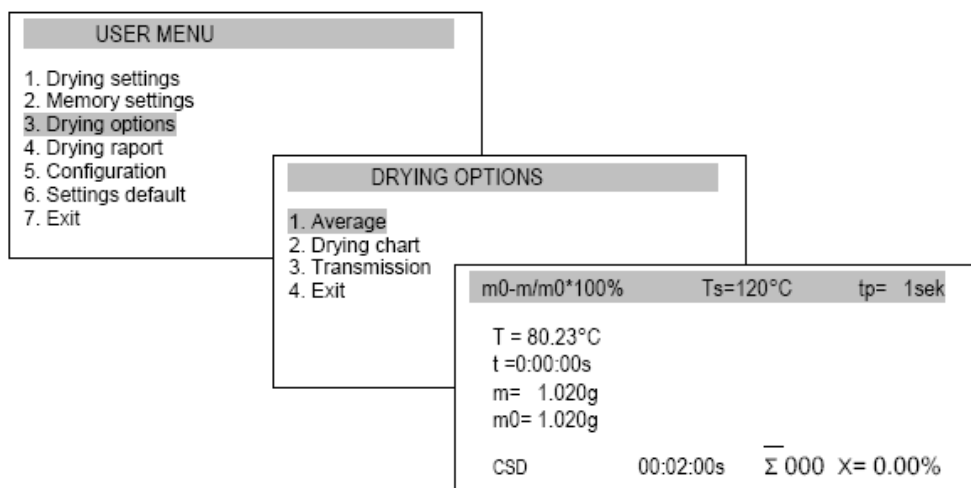 USER MENU
1. Drying settings
2. Memory settings
3. Drying options
4. Drying raport
5. Configuration
6. Settings default
7. Exit
DRYING OPTIONS
1. Average
2. Drying chart
3. Transmission
4. Exit
m0-m/m0*100% Ts=120°C tp= 1sek
T = 80.23°C
t =0:00:00s
m= 1.020g
m0= 1.020g
CSD 00:02:00s Σ 000 X= 0.00%